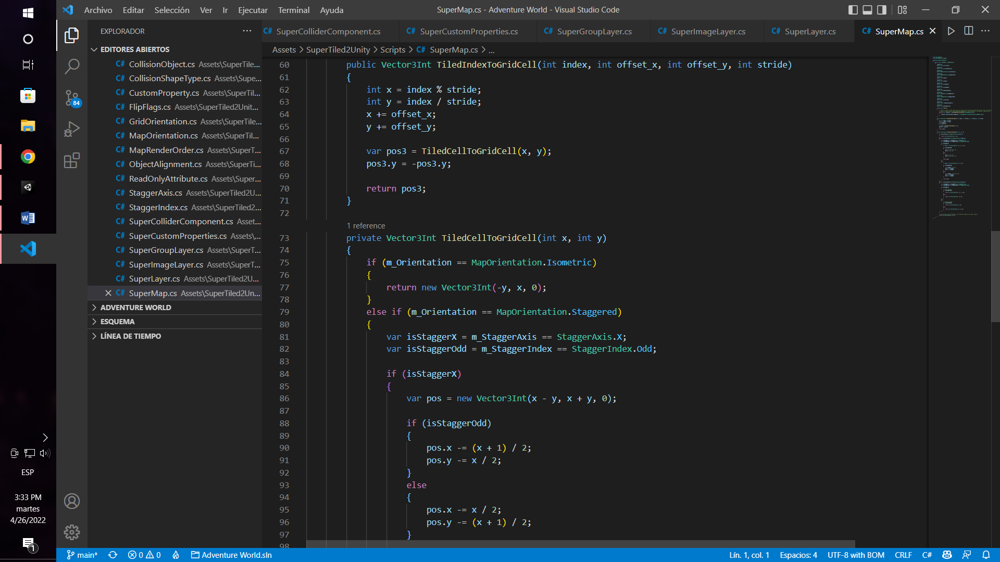 Archivo Editar Selección Ver Ir Ejecutar Terminal Ayuda
SuperMap.cs - Adventure World - Visual Studio Code
EXPLORADOR
EDITORES ABIERTOS
C# CollisionObject.cs Assets\SuperTile...
C# CollisionShapeType.cs Assets\Supe...
C# CustomProperty.cs Assets\SuperTil...
C# FlipFlags.cs Assets\SuperTiled2Unit...
C# GridOrientation.cs Assets\SuperTile...
C# MapOrientation.cs Assets\SuperTil...
C# MapRenderOrder.cs Assets\SuperT...
C# ObjectAlignment.cs Assets\SuperTi...
C# ReadOnlyAttribute.cs Assets\Super...
C# StaggerAxis.cs Assets\SuperTiled2U...
C# StaggerIndex.cs Assets\SuperTiled2...
C# SuperColliderComponent.cs Asset...
C# SuperCustomProperties.cs Assets\...
C# SuperGroupLayer.cs Assets\SuperT...
C# SuperImageLayer.cs Assets\SuperT...
C# SuperLayer.cs Assets\SuperTiled2U...
C# SuperMap.cs Assets\SuperTiled2Un...
ADVENTURE WORLD
ESQUEMA
LÍNEA DE TIEMPO
84
C# SuperColliderComponent.cs C# SuperCustomProperties.cs C# SuperGroupLayer.cs C# SuperImageLayer.cs C# SuperLayer.cs C# SuperMap.cs
Assets > SuperTiled2Unity > Scripts > C# SuperMap.cs > ...
60 public Vector3Int TiledIndexToGridCell(int index, int offset_x, int offset_y, int stride)
61 {
62 int x = index % stride;
63 int y = index / stride;
64 x += offset_x;
65 y += offset_y;
66
67 var pos3 = TiledCellToGridCell(x, y);
68 pos3.y = -pos3.y;
69
70 return pos3;
71 }
72
1 reference
73 private Vector3Int TiledCellToGridCell(int x, int y)
74 {
75 if (m_Orientation == MapOrientation.Isometric)
76 {
77 return new Vector3Int(-y, x, 0);
78 }
79 else if (m_Orientation == MapOrientation.Staggered)
80 {
81 var isStaggerX = m_StaggerAxis == StaggerAxis.X;
82 var isStaggerOdd = m_StaggerIndex == StaggerIndex.Odd;
83
84 if (isStaggerX)
85 {
86 var pos = new Vector3Int(x - y, x + y, 0);
87
88 if (isStaggerOdd)
89 {
90 pos.x -= (x + 1) / 2;
91 pos.y -= x / 2;
92 }
93 else
94 {
95 pos.x -= x / 2;
96 pos.y -= (x + 1) / 2;
97 }
98
ESP
3:33 PM
martes
4/26/2022
1
main* 0 0 Adventure World.sln
Lín. 1, col. 1 Espacios: 4 UTF-8 with BOM CRLF C#